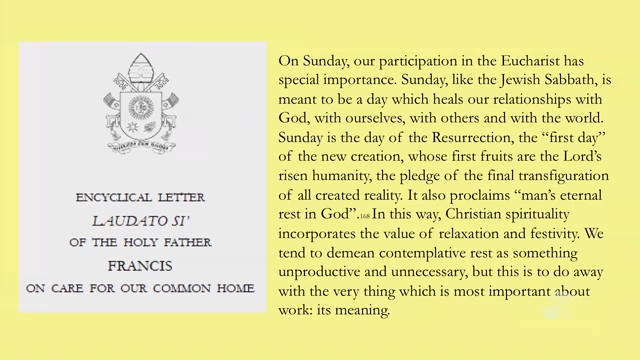 ENCYCLICAL LETTER
LAUDATO SI'
OF THE HOLY FATHER
FRANCIS
ON CARE FOR OUR COMMON HOME
On Sunday, our participation in the Eucharist has
special importance. Sunday, like the Jewish Sabbath, is
meant to be a day which heals our relationships with
God, with ourselves, with others and with the world.
Sunday is the day of the Resurrection, the “first day”
of the new creation, whose first fruits are the Lord’s
risen humanity, the pledge of the final transfiguration
of all created reality. It also proclaims “man’s eternal
rest in God”.168 In this way, Christian spirituality
incorporates the value of relaxation and festivity. We
tend to demean contemplative rest as something
unproductive and unnecessary, but this is to do away
with the very thing which is most important about
work: its meaning.